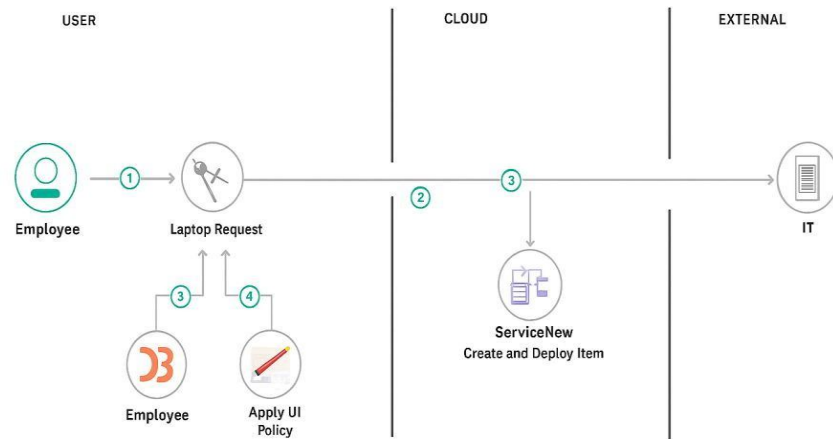 USER
CLOUD
EXTERNAL
1
3
2
Employee
Laptop Request
IT
3
4
ServiceNew
Create and Deploy Item
Employee
Apply UI
Policy